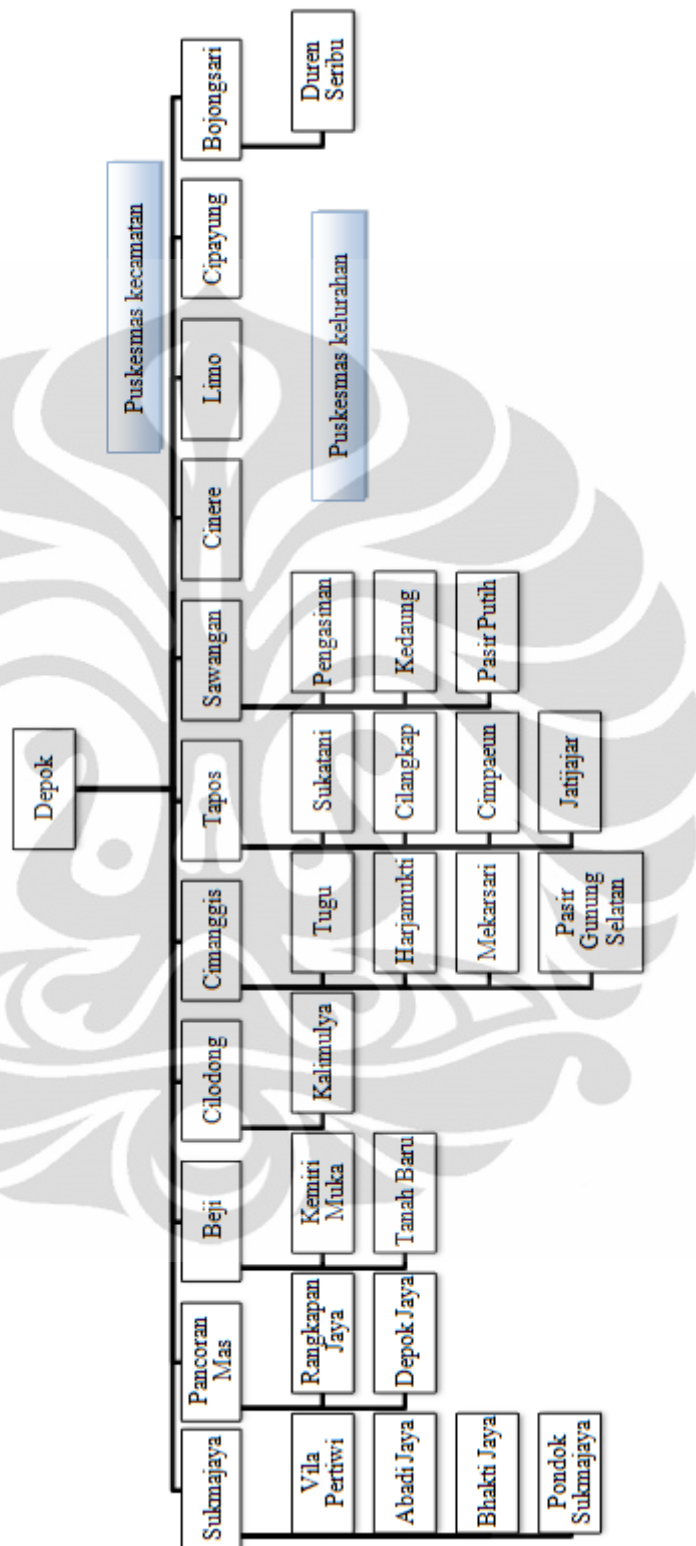 Depok
Puskesmas kecamatan
Sukmajaya
Pancoran
Mas
Beji
Cilodong
Cimanggis
Tapos
Sawangan
Cinere
Limo
Cipayung
Bojongsari
Puskesmas kelurahan
Vila
Pertiwi
Abadi Jaya
Bhakti Jaya
Pondok
Sukmajaya
Rangkapan
Jaya
Depok Jaya
Kemiri
Muka
Tanah Baru
Kalimulya
Tugu
Harjamukti
Mekarsari
Pasir
Gunung
Selatan
Sukatani
Cilangkap
Cimpaeun
Jatijajar
Pengasinan
Kedaung
Pasir Putih
Duren
Seribu